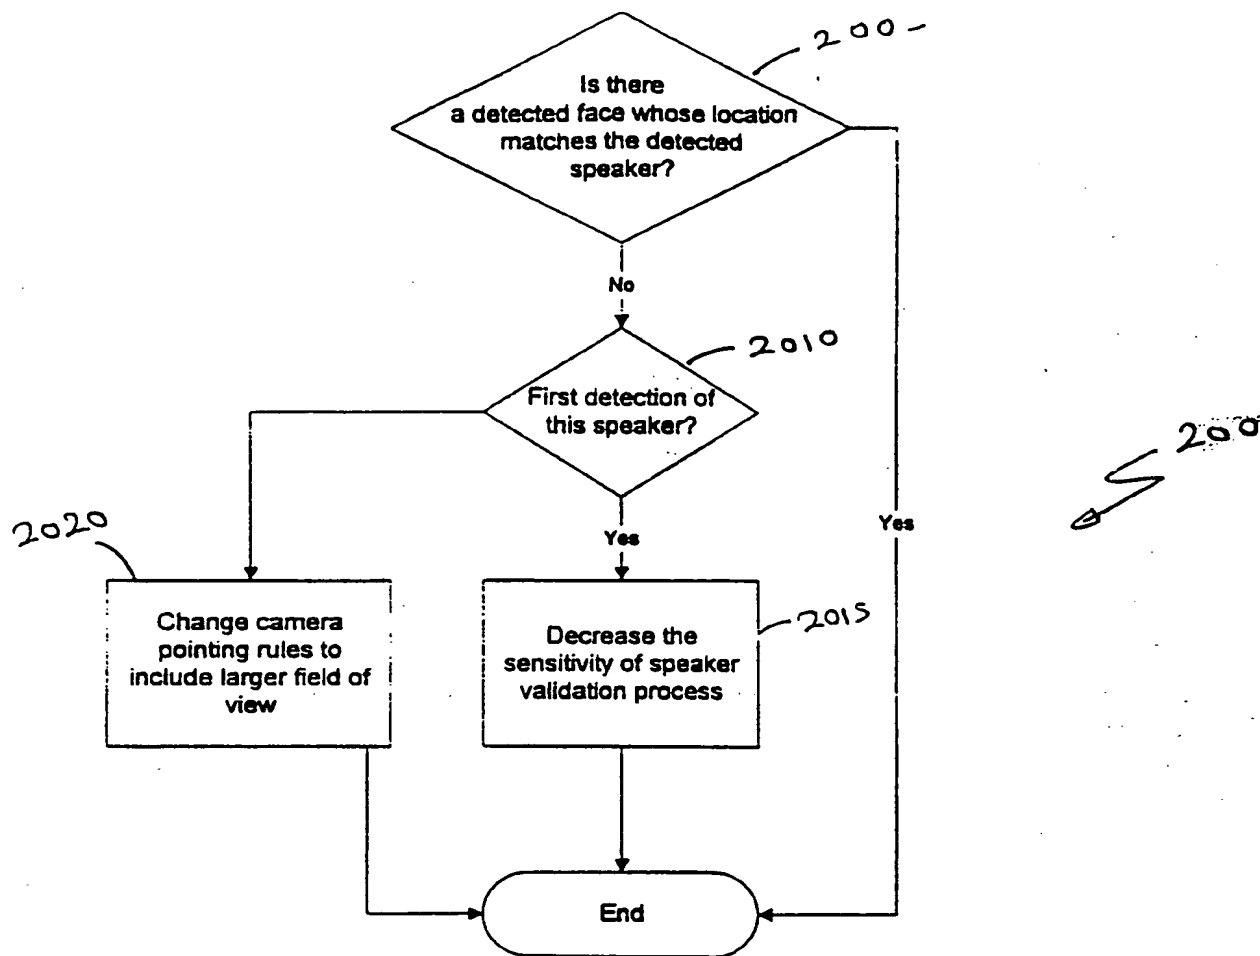 200
Is there
a detected face whose location
matches the detected
speaker?
No
2010
First detection of
this speaker?
200
Yes
Yes
2020
Change camera
pointing rules to
include larger field of
view
Decrease the
sensitivity of speaker
validation process
2015
End